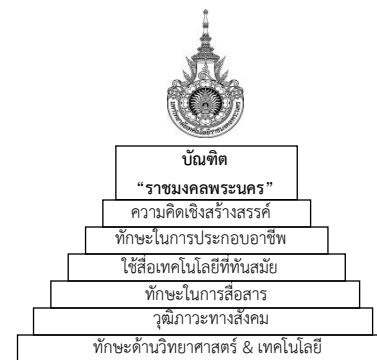 บัณฑิต
“ราชมงคลพระนคร”
ความคิดเชิงสร้างสรรค์
ทักษะในการประกอบอาชีพ
ใช้สื่อเทคโนโลยีที่ทันสมัย
ทักษะในการสื่อสาร
วุฒิภาวะทางสังคม
ทักษะด้านวิทยาศาสตร์ & เทคโนโลยี